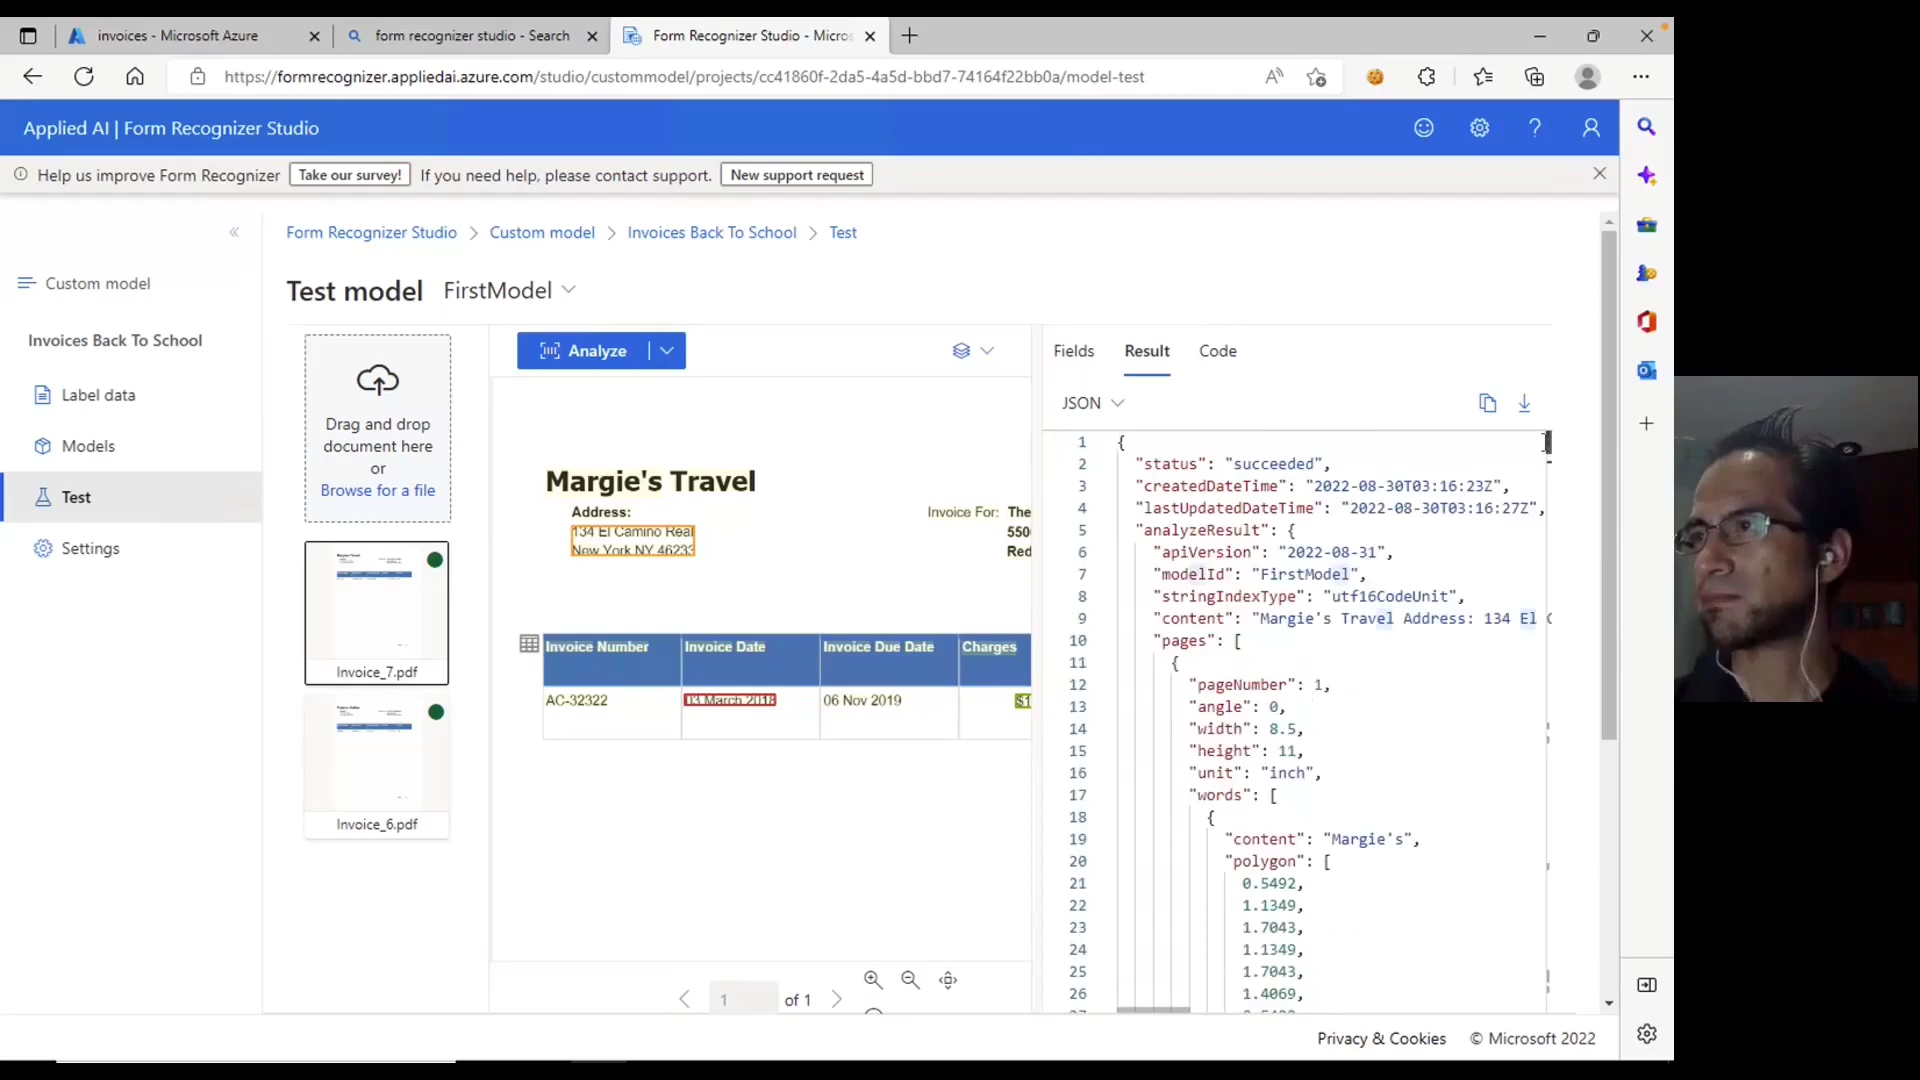 invoices - Microsoft Azure
form recognizer studio - Search
Form Recognizer Studio - Micros
https://formrecognizer.appliedai.azure.com/studio/custommodel/projects/cc41860f-2da5-4a5d-bbd7-74164f22bb0a/model-test
Applied AI | Form Recognizer Studio
Help us improve Form Recognizer Take our survey! If you need help, please contact support. New support request
Form Recognizer Studio > Custom model > Invoices Back To School > Test
Custom model
Invoices Back To School
Label data
Models
Test
Settings
Test model FirstModel
Drag and drop
document here
or
Browse for a file
Invoice_7.pdf
Invoice_6.pdf
Analyze
Margie's Travel
Address:
134 El Camino Real
New York NY 46233
Invoice For: The
550
Red
Invoice Number Invoice Date Invoice Due Date Charges
AC-32322 03 March 2018 06 Nov 2019 $1
1 of 1
Fields Result Code
JSON
1 {
2 "status": "succeeded",
3 "createdDateTime": "2022-08-30T03:16:23Z",
4 "lastUpdatedDateTime": "2022-08-30T03:16:27Z",
5 "analyzeResult": {
6 "apiVersion": "2022-08-31",
7 "modelId": "FirstModel",
8 "stringIndexType": "utf16CodeUnit",
9 "content": "Margie's Travel Address: 134 El C
10 "pages": [
11 {
12 "pageNumber": 1,
13 "angle": 0,
14 "width": 8.5,
15 "height": 11,
16 "unit": "inch",
17 "words": [
18 {
19 "content": "Margie's",
20 "polygon": [
21 0.5492,
22 1.1349,
23 1.7043,
24 1.1349,
25 1.7043,
26 1.4069,
Privacy & Cookies © Microsoft 2022